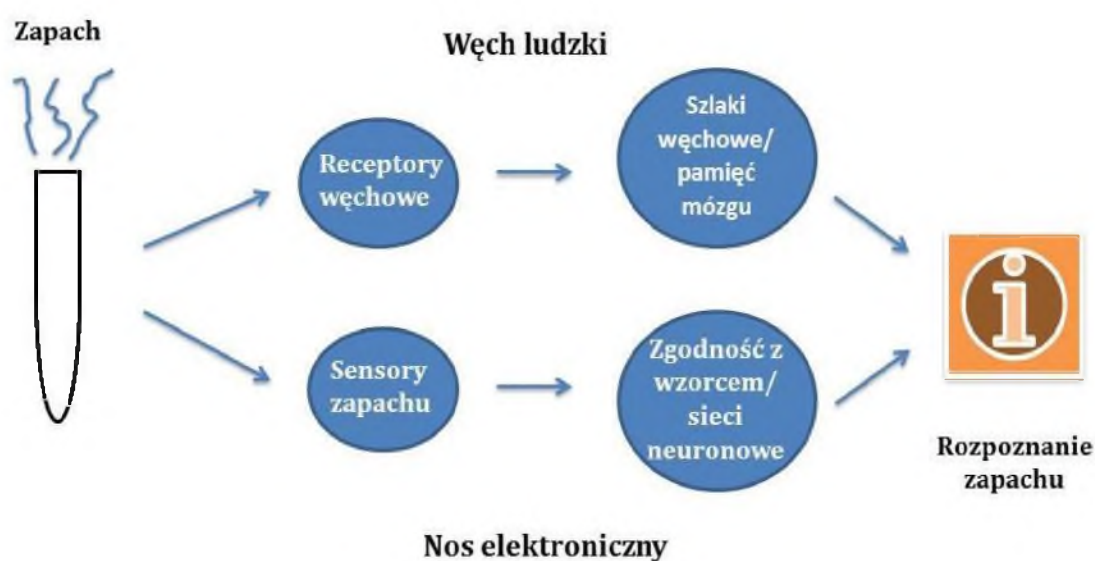 Zapach
Węch ludzki
Receptory
węchowe
Szlaki
węchowe/
pamięć
mózgu
Sensory
zapachu
Zgodność z
wzorcem/
sieci
neuronowe
Rozpoznanie
zapachu
Nos elektroniczny